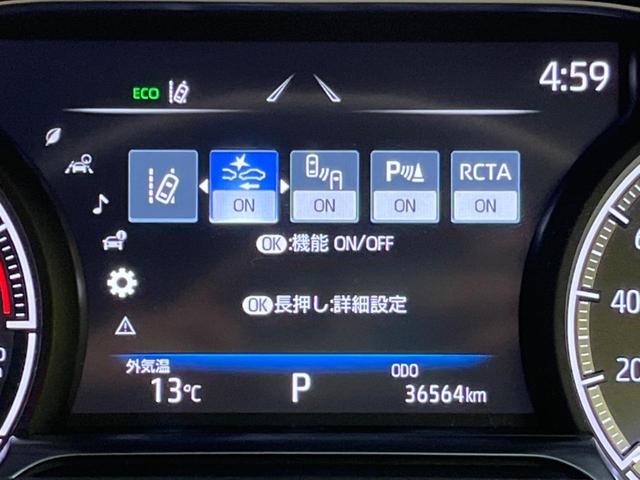 4:59
ECO
RCTA
P
ON ON ON ON
OK:機能 ON/OFF
OK長押し:詳細設定
外気温 ODO
13℃ P 36564km
40
20